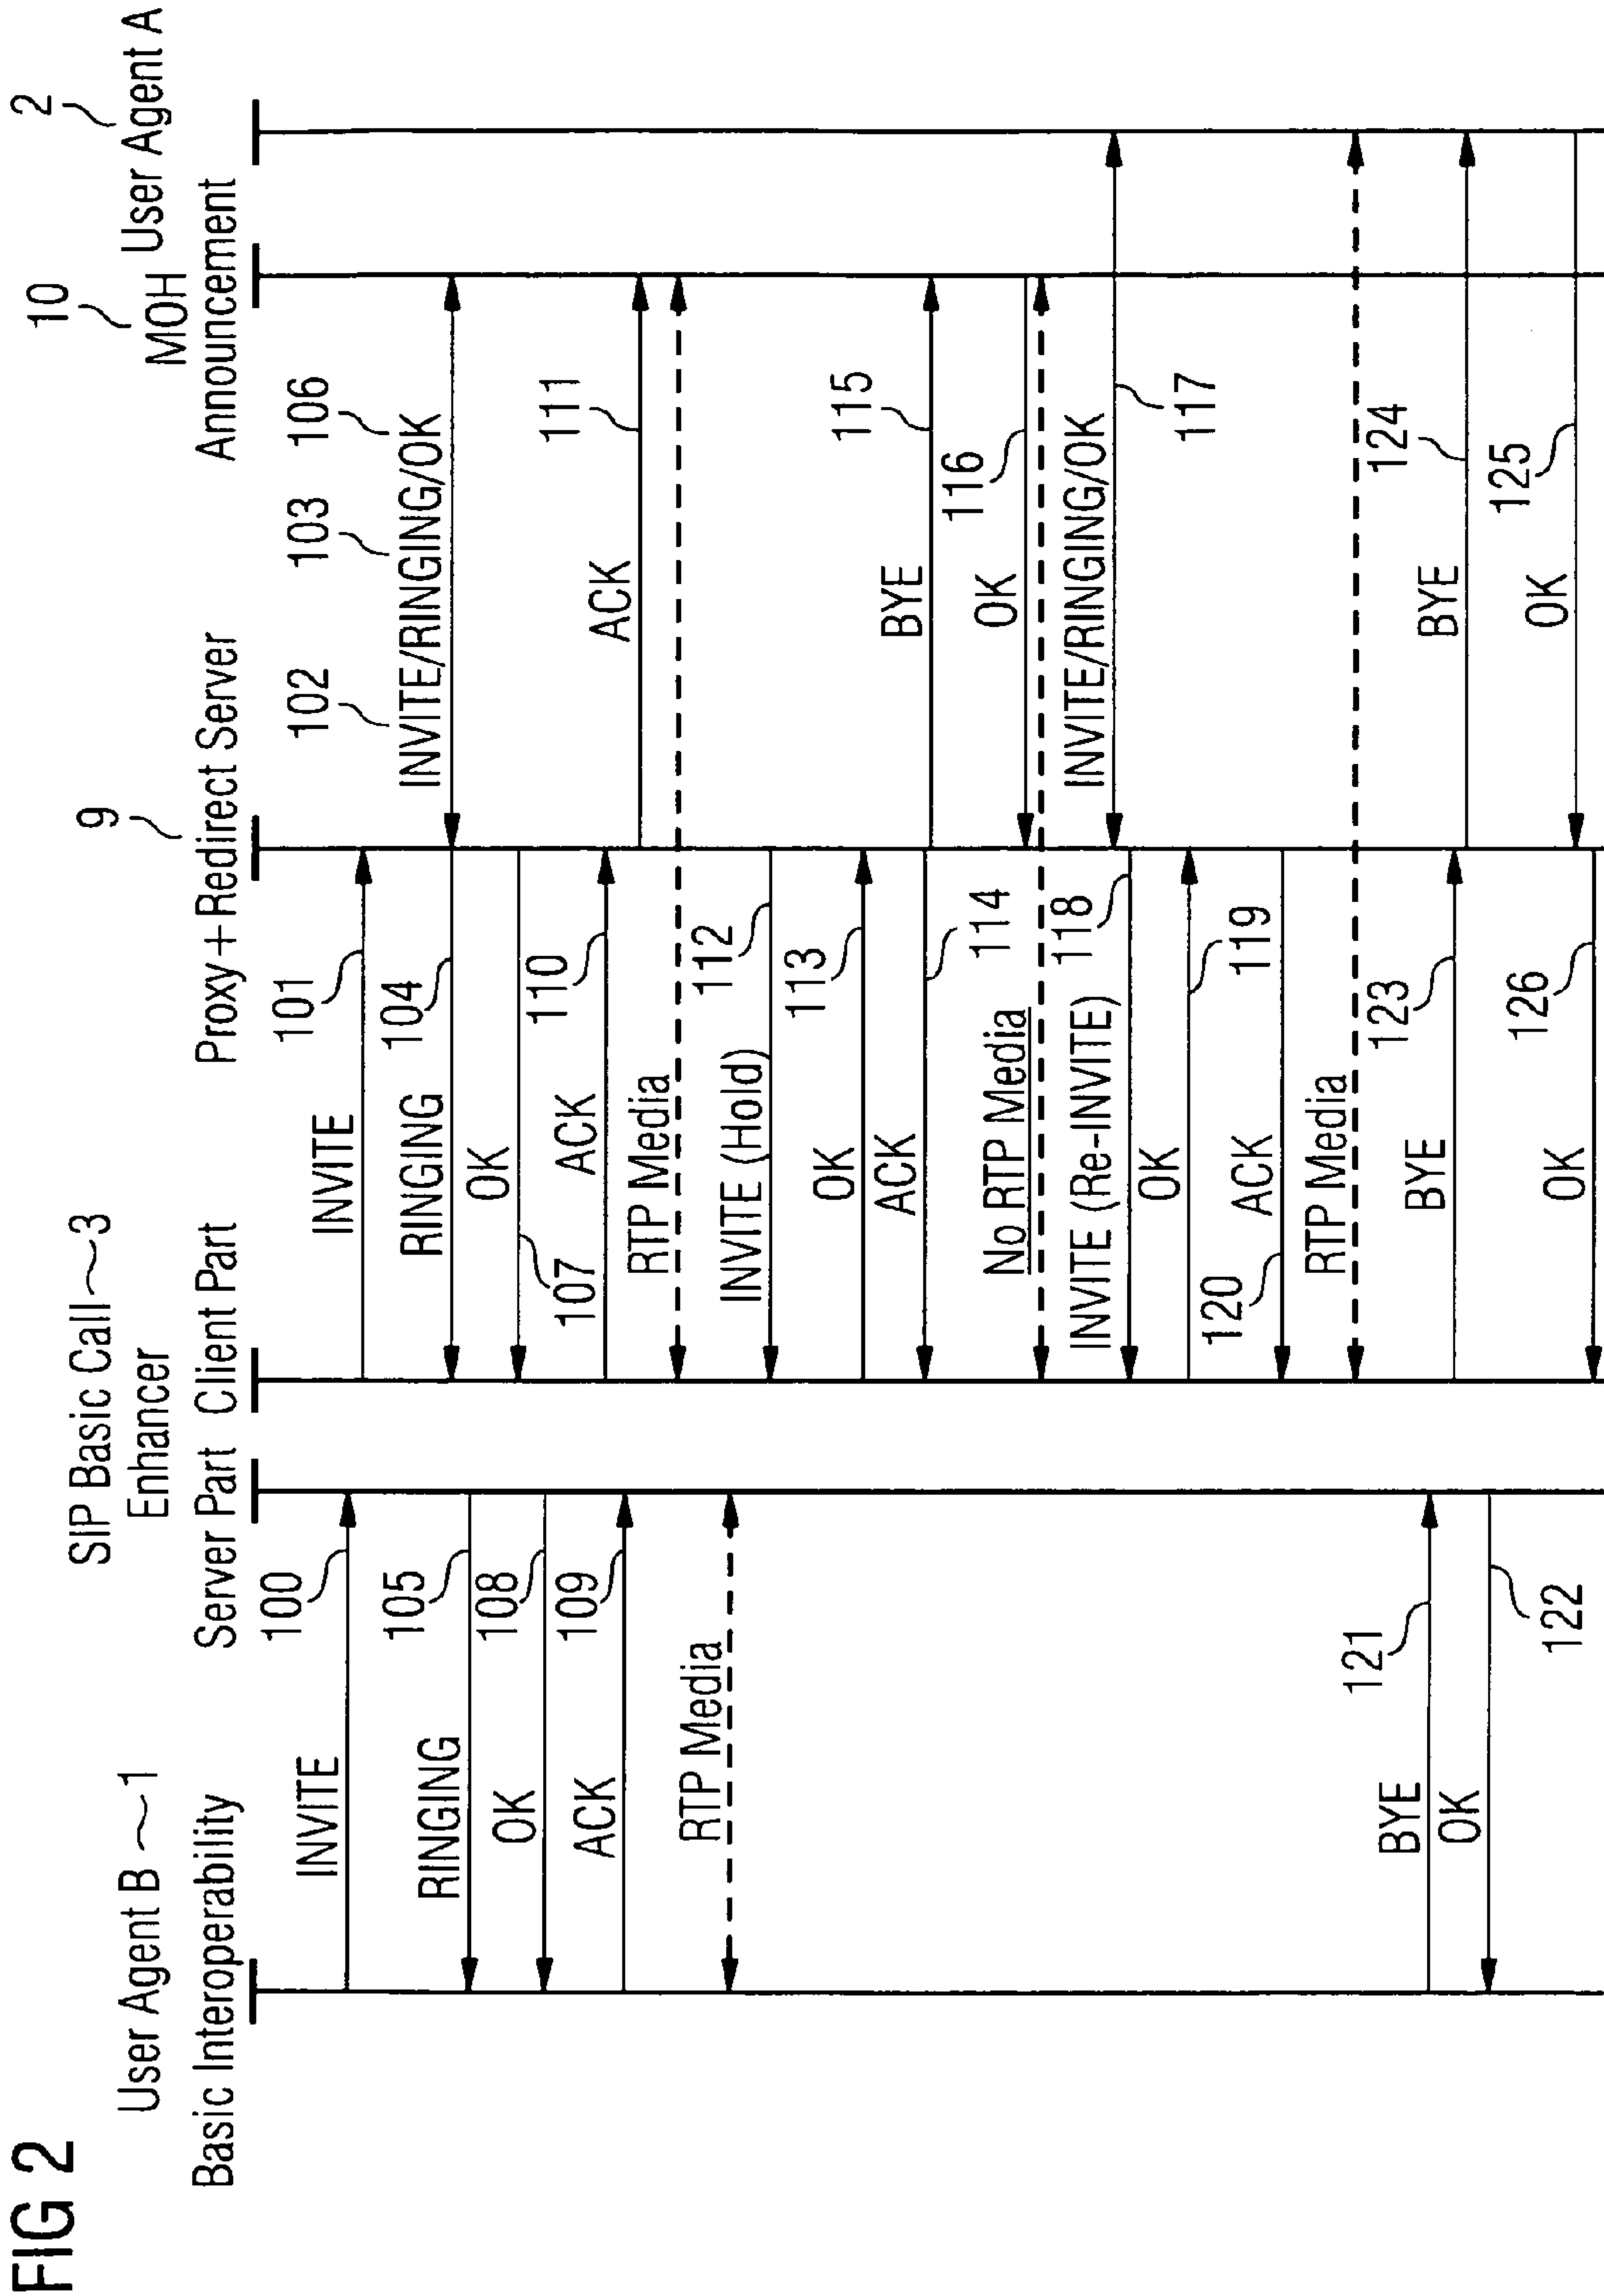 FIG 2
User Agent B ~ 1
Basic Interoperability
SIP Basic Call ~ 3
Enhancer
Server Part
Client Part
9
Proxy+Redirect Server
10
MOH
Announcement
2
User Agent A
INVITE
100
INVITE
101
102
103
106
INVITE/RINGING/OK
RINGING
104
RINGING
105
OK
107
OK
108
ACK
109
ACK
110
ACK
111
RTP Media
RTP Media
INVITE (Hold)
112
OK
113
ACK
114
BYE
115
OK
116
No RTP Media
INVITE/RINGING/OK
117
INVITE (Re-INVITE)
118
OK
119
ACK
120
RTP Media
BYE
121
OK
122
BYE
123
BYE
124
OK
125
OK
126